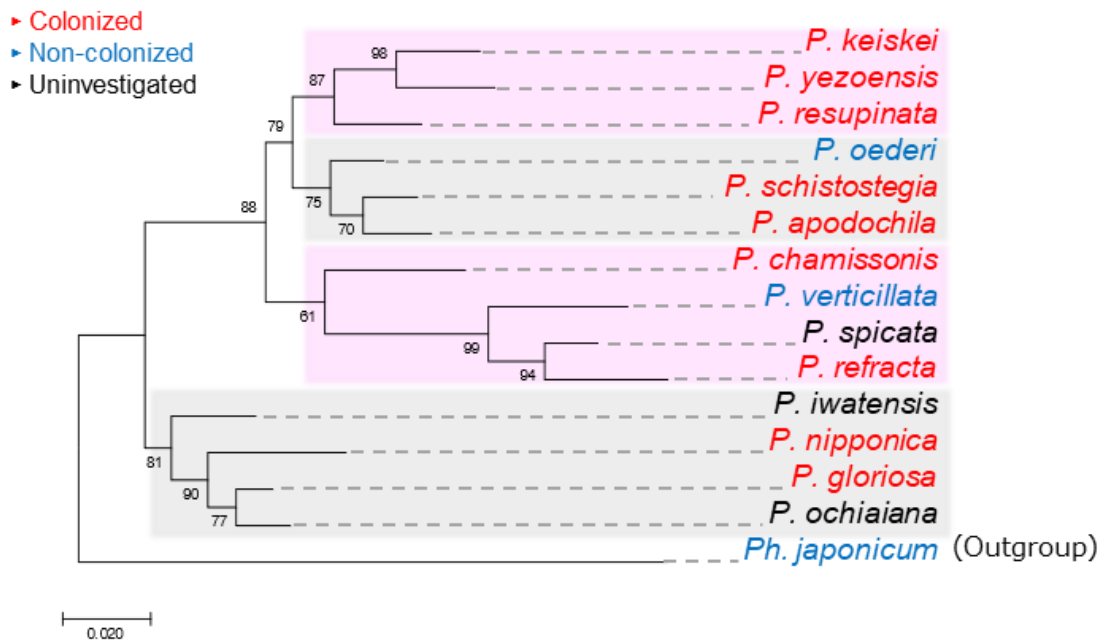 ▸ Colonized
▸ Non-colonized
▸ Uninvestigated
P. keiskei
98
P. yezoensis
87
P. resupinata
79
P. oederi
P. schistostegia
75
P. apodochila
70
88
P. chamissonis
P. verticillata
61
P. spicata
99
P. refracta
94
P. iwatensis
P. nipponica
81
P. gloriosa
90
P. ochiaiana
77
Ph. japonicum (Outgroup)
0.020